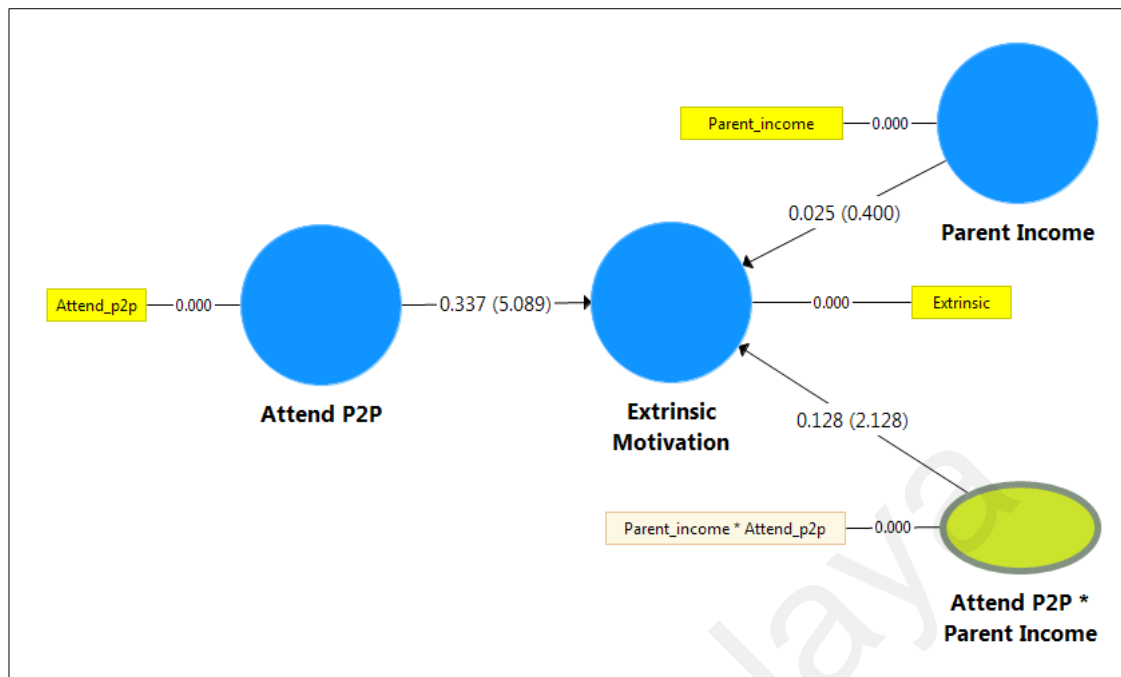 Parent_income
0.000
0.025 (0.400)
Parent Income
Attend_p2p
0.000
0.337 (5.089)
0.000
Extrinsic
Attend P2P
Extrinsic
Motivation
0.128 (2.128)
Parent_income * Attend_p2p
0.000
Attend P2P *
Parent Income
laya